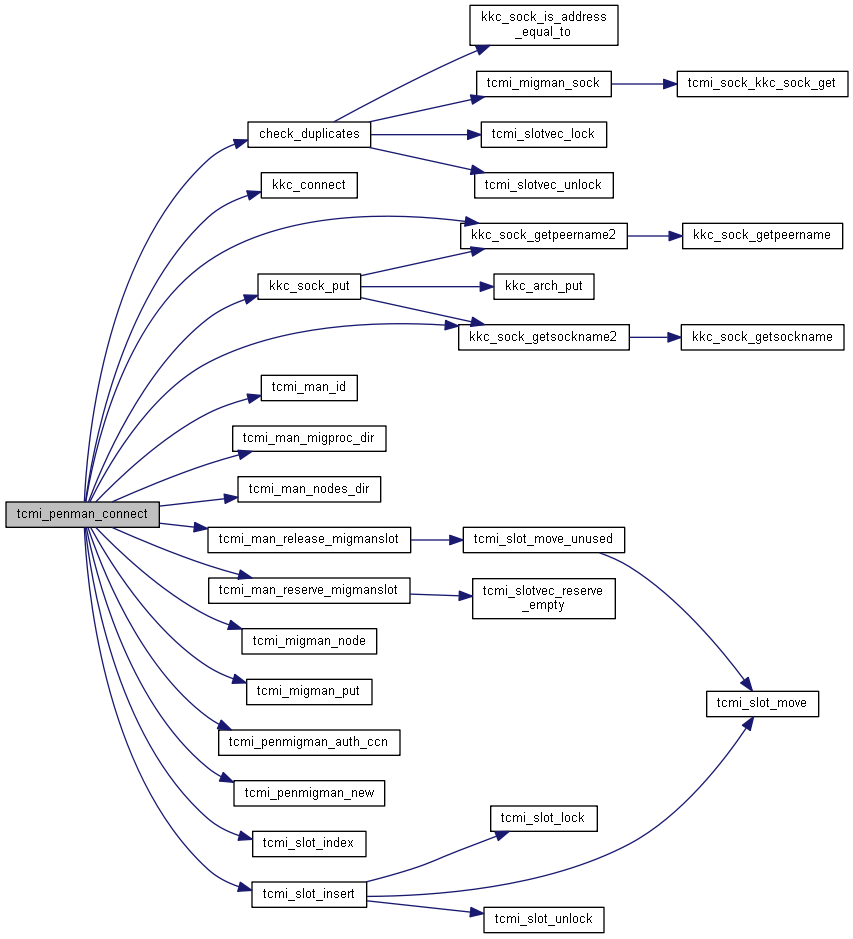 kkc_sock_is_address
_equal_to
tcmi_migman_sock
tcmi_sock_kkc_sock_get
check_duplicates
tcmi_slotvec_lock
tcmi_slotvec_unlock
kkc_connect
kkc_sock_getpeername2
kkc_sock_getpeername
kkc_sock_put
kkc_arch_put
kkc_sock_getsockname2
kkc_sock_getsockname
tcmi_man_id
tcmi_man_migproc_dir
tcmi_man_nodes_dir
tcmi_penman_connect
tcmi_man_release_migmanslot
tcmi_slot_move_unused
tcmi_man_reserve_migmanslot
tcmi_slotvec_reserve
_empty
tcmi_migman_node
tcmi_migman_put
tcmi_slot_move
tcmi_penmigman_auth_ccn
tcmi_penmigman_new
tcmi_slot_lock
tcmi_slot_index
tcmi_slot_insert
tcmi_slot_unlock